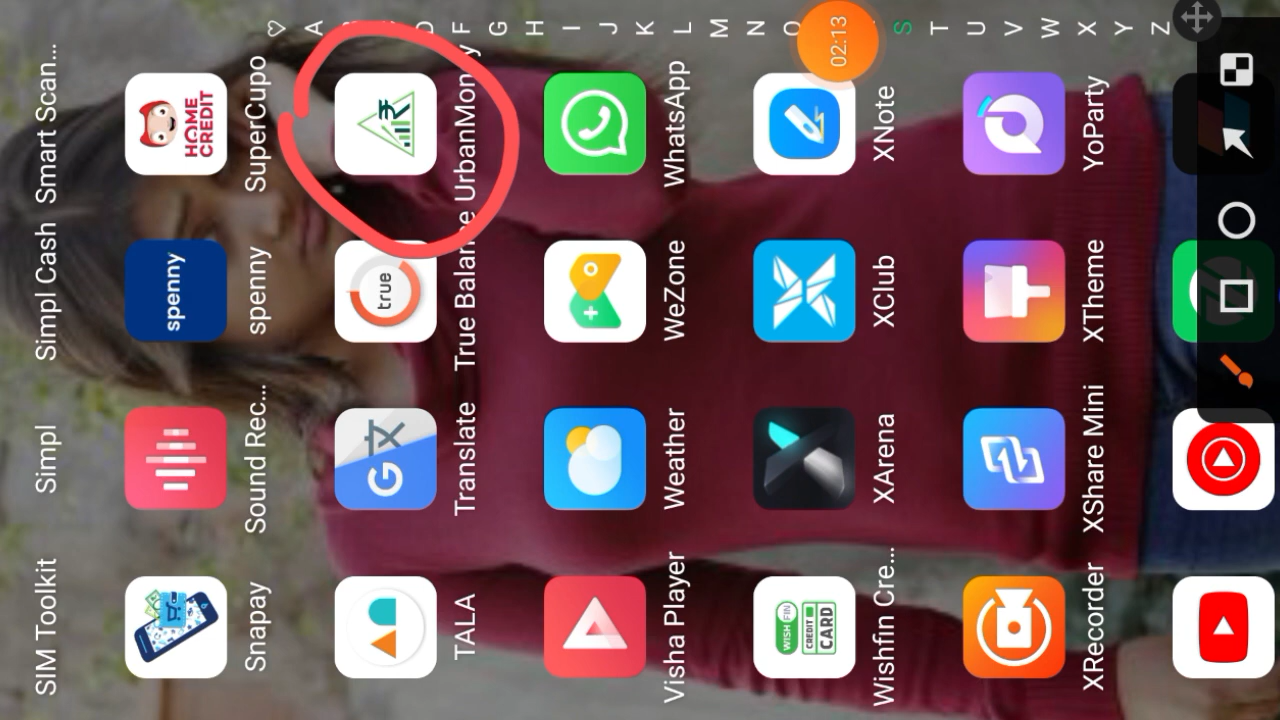 SIM Toolkit Simpl Simpl Cash Smart Scan...
spenny
HOME
CREDIT
Snapay Sound Rec... spenny SuperCupo
G 文
true
₹
TALA Translate True Balance
Visha Player Weather WeZone WhatsApp
WISH FIN
CREDIT
CARD
02:13
Wishfin Cre... XArena XClub XNote
XRecorder XShare Mini XTheme YoParty
A
D
F
G
H
I
J
K
L
M
N
O
S
T
U
V
W
X
Y
Z